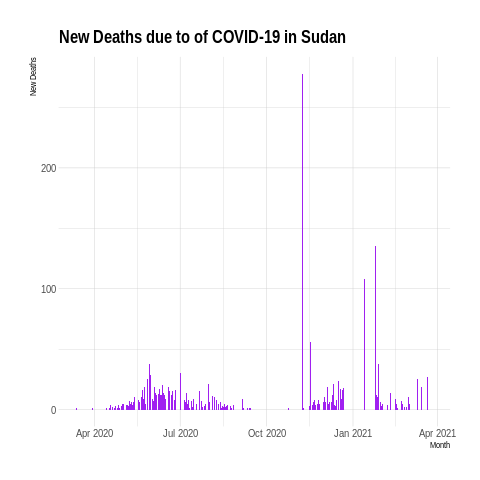 New Deaths due to of COVID-19 in Sudan
New Deaths
200
100
0
Apr 2020 Jul 2020 Oct 2020 Jan 2021 Apr 2021
Month